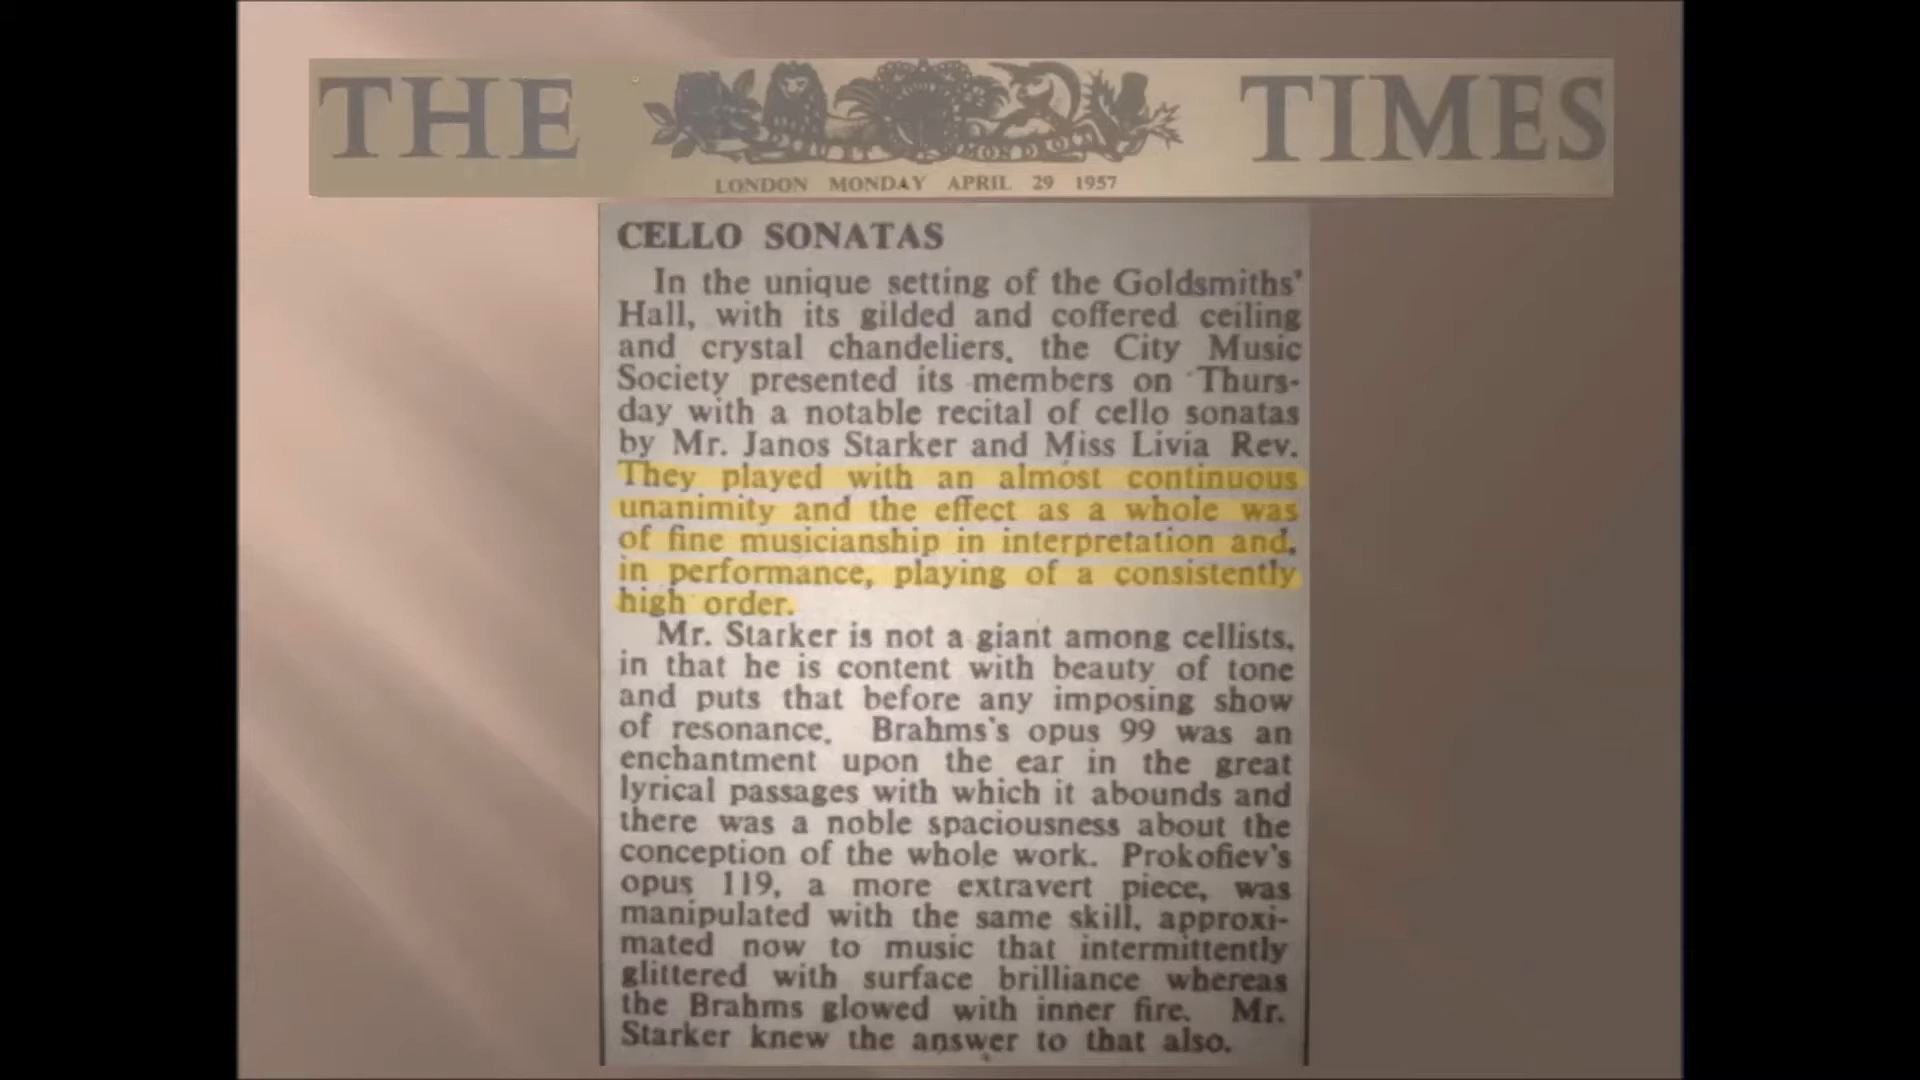 THE TIMES
LONDON MONDAY APRIL 29 1957
CELLO SONATAS
In the unique setting of the Goldsmiths'
Hall, with its gilded and coffered ceiling
and crystal chandeliers, the City Music
Society presented its members on Thurs-
day with a notable recital of cello sonatas
by Mr. Janos Starker and Miss Livia Rev.
They played with an almost continuous
unanimity and the effect as a whole was
of fine musicianship in interpretation and,
in performance, playing of a consistently
high order.
Mr. Starker is not a giant among cellists,
in that he is content with beauty of tone
and puts that before any imposing show
of resonance. Brahms's opus 99 was an
enchantment upon the ear in the great
lyrical passages with which it abounds and
there was a noble spaciousness about the
conception of the whole work. Prokofiev's
opus 119, a more extravert piece, was
manipulated with the same skill, approxi-
mated now to music that intermittently
glittered with surface brilliance whereas
the Brahms glowed with inner fire. Mr.
Starker knew the answer to that also.